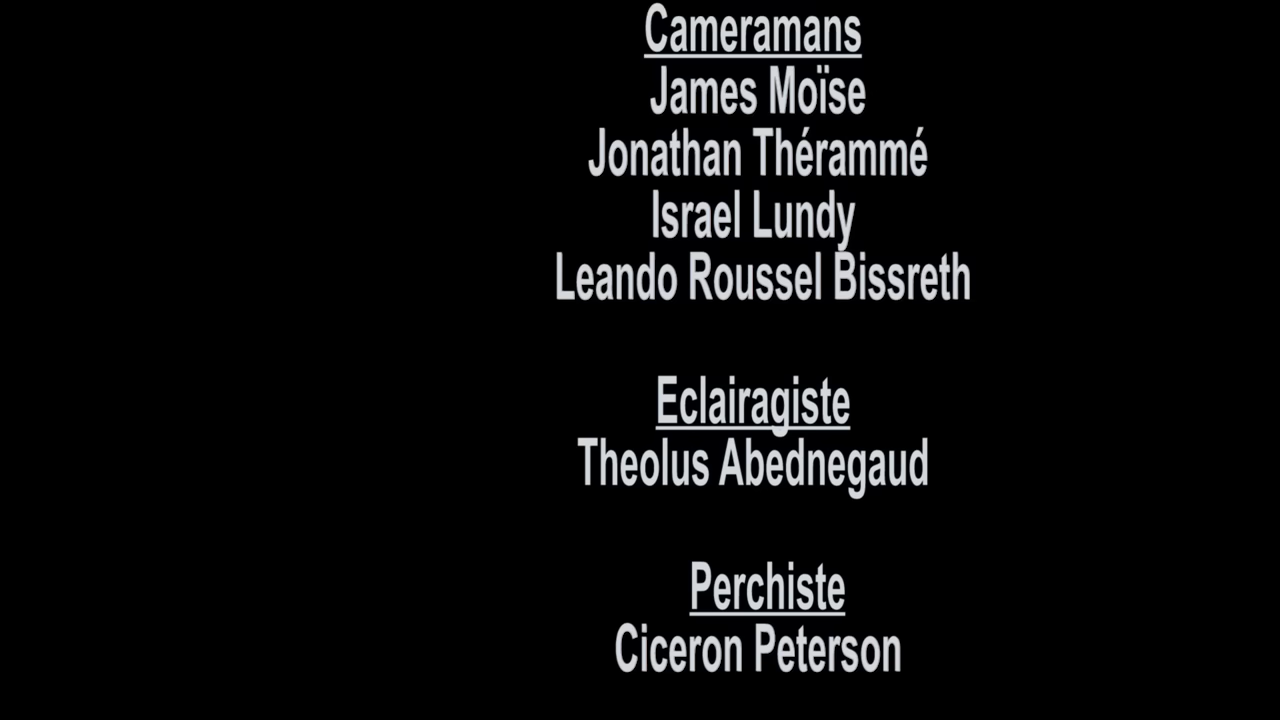 Cameramans
James Moïse
Jonathan Thérammé
Israel Lundy
Leando Roussel Bissreth
Eclairagiste
Theolus Abednegaud
Perchiste
Ciceron Peterson